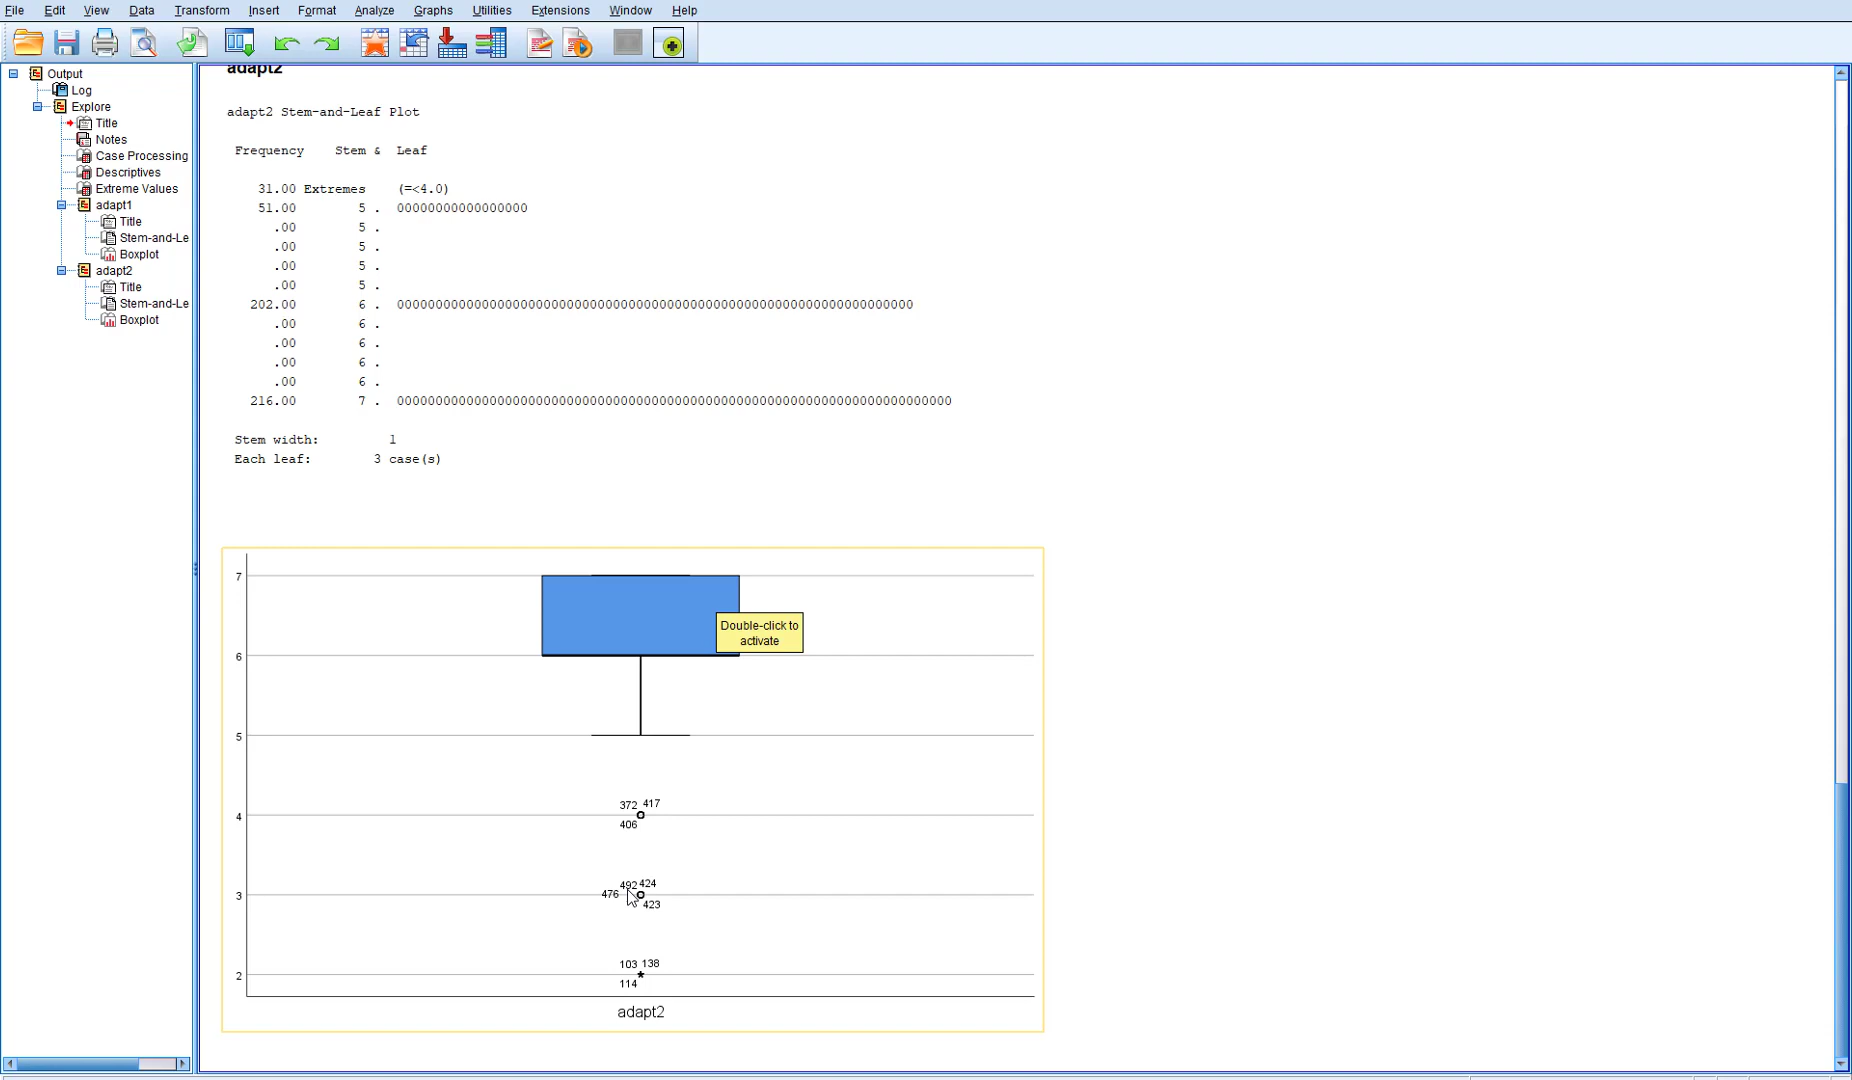 File Edit View Data Transform Insert Format Analyze Graphs Utilities Extensions Window Help
Output
Log
Explore
Title
Notes
Case Processing
Descriptives
Extreme Values
adapt1
Title
Stem-and-Le
Boxplot
adapt2
Title
Stem-and-Le
Boxplot
adapt2
adapt2 Stem-and-Leaf Plot
Frequency Stem & Leaf
31.00 Extremes (=<4.0)
51.00 5 . 00000000000000000
.00 5 .
.00 5 .
.00 5 .
.00 5 .
202.00 6 . 0000000000000000000000000000000000000000000000000000000000000000000
.00 6 .
.00 6 .
.00 6 .
.00 6 .
216.00 7 . 000000000000000000000000000000000000000000000000000000000000000000000000
Stem width: 1
Each leaf: 3 case(s)
7
Double-click to
activate
6
5
372 417
4
406
492 424
3 476
423
103 138
2
114
adapt2